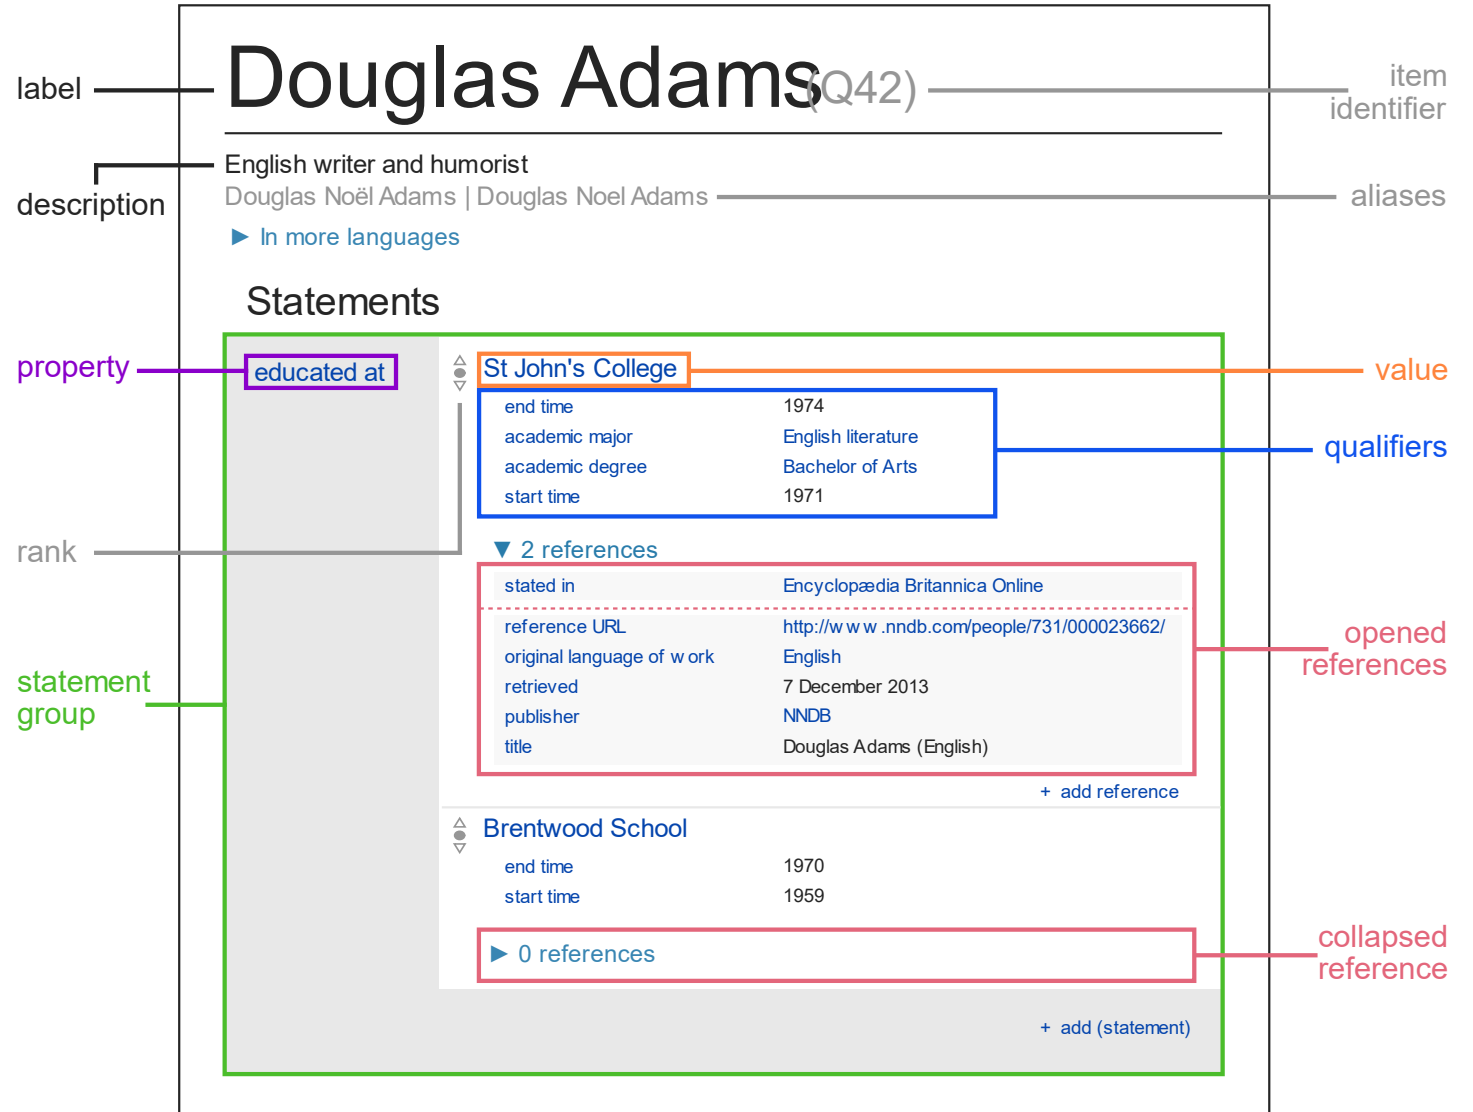 label
Douglas Adams (Q42)
item
identifier
description
English writer and humorist
Douglas Noël Adams | Douglas Noel Adams
aliases
► In more languages
Statements
property
educated at
St John's College
value
end time 1974
academic major English literature
academic degree Bachelor of Arts
start time 1971
qualifiers
rank
▼ 2 references
stated in Encyclopædia Britannica Online
reference URL http://www.nndb.com/people/731/000023662/
original language of work English
retrieved 7 December 2013
publisher NNDB
title Douglas Adams (English)
opened
references
statement
group
+ add reference
Brentwood School
end time 1970
start time 1959
► 0 references
collapsed
reference
+ add (statement)